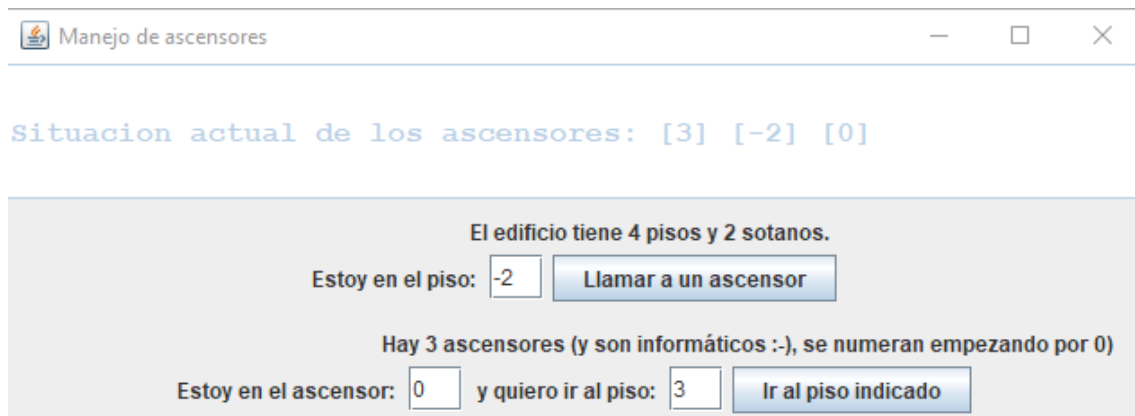 Manejo de ascensores
Situacion actual de los ascensores: [3] [-2] [0]
El edificio tiene 4 pisos y 2 sotanos.
Estoy en el piso: -2 Llamar a un ascensor
Hay 3 ascensores (y son informáticos :-), se numeran empezando por 0)
Estoy en el ascensor: 0 y quiero ir al piso: 3 Ir al piso indicado